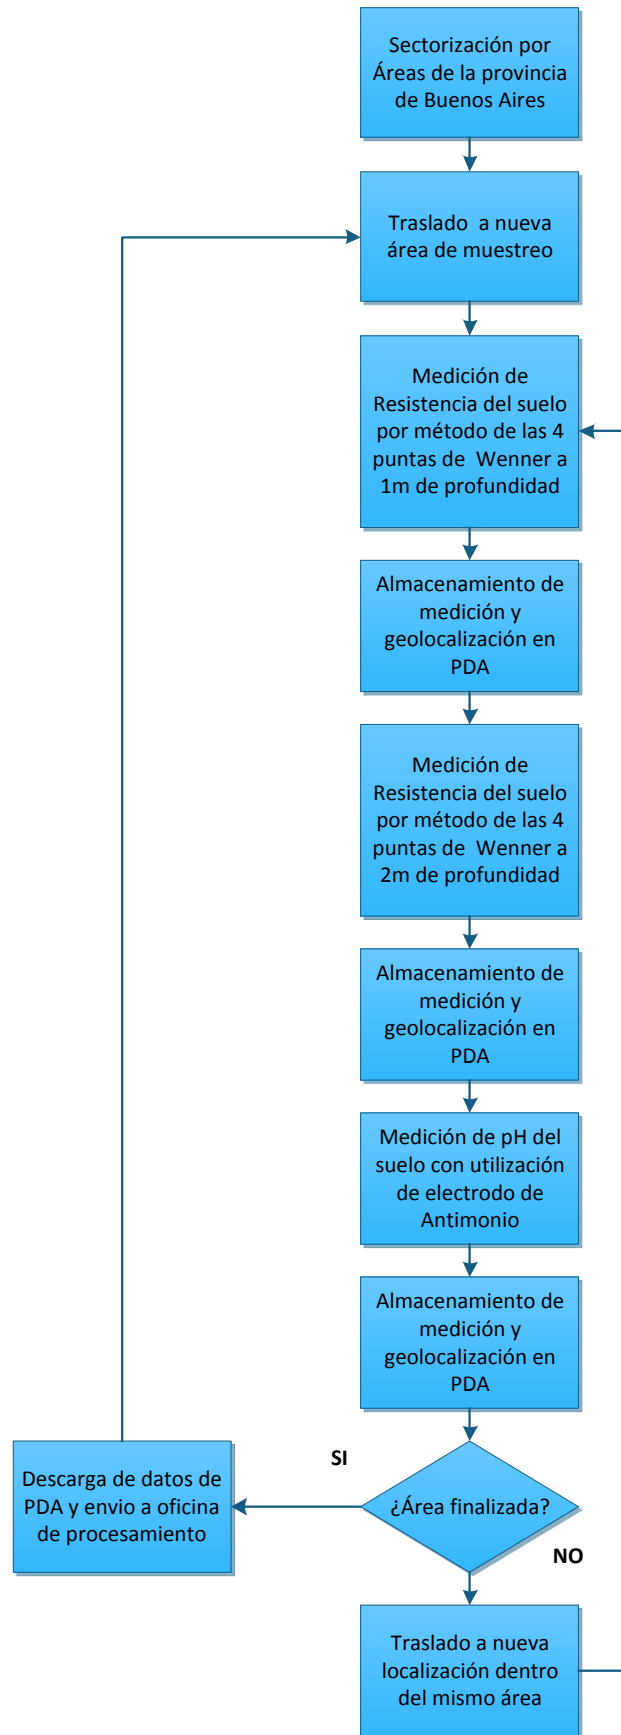 Sectorización por
Áreas de la provincia
de Buenos Aires
Traslado a nueva
área de muestreo
Medición de
Resistencia del suelo
por método de las 4
puntas de Wenner a
1m de profundidad
Almacenamiento de
medición y
geolocalización en
PDA
Medición de
Resistencia del suelo
por método de las 4
puntas de Wenner a
2m de profundidad
Almacenamiento de
medición y
geolocalización en
PDA
Medición de pH del
suelo con utilización
de electrodo de
Antimonio
Almacenamiento de
medición y
geolocalización en
PDA
¿Área finalizada?
SI
Descarga de datos de
PDA y envio a oficina
de procesamiento
NO
Traslado a nueva
localización dentro
del mismo área